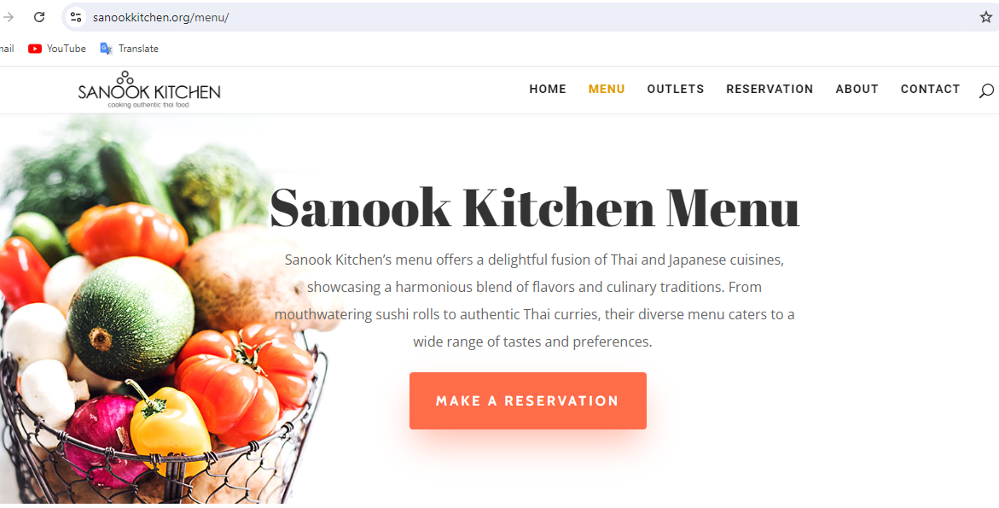 sanookkitchen.org/menu/
YouTube Translate
SANOOK KITCHEN
cooking authentic thai food
HOME MENU OUTLETS RESERVATION ABOUT CONTACT
Sanook Kitchen Menu
Sanook Kitchen’s menu offers a delightful fusion of Thai and Japanese cuisines,
showcasing a harmonious blend of flavors and culinary traditions. From
mouthwatering sushi rolls to authentic Thai curries, their diverse menu caters to a
wide range of tastes and preferences.
MAKE A RESERVATION